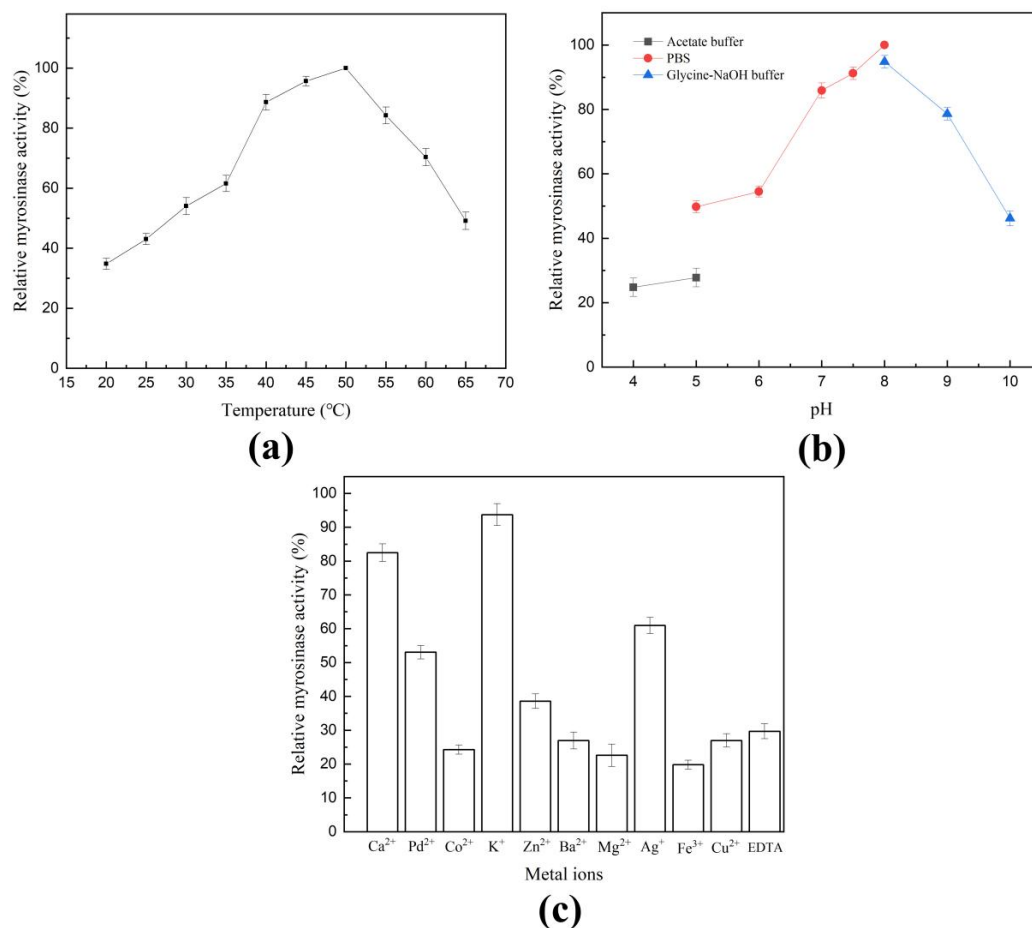 Relative myrosinase activity (%)
100
80
60
40
20
0
15 20 25 30 35 40 45 50 55 60 65 70
Temperature (°C)
(a)
Relative myrosinase activity (%)
100
80
60
40
20
0
Acetate buffer
PBS
Glycine-NaOH buffer
4 5 6 7 8 9 10
pH
(b)
Relative myrosinase activity (%)
100
90
80
70
60
50
40
30
20
10
0
Ca²⁺ Pd²⁺ Co²⁺ K⁺ Zn²⁺ Ba²⁺ Mg²⁺ Ag⁺ Fe³⁺ Cu²⁺ EDTA
Metal ions
(c)